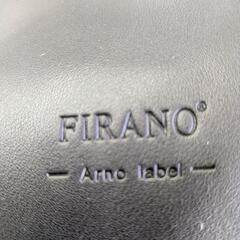 FIRANO®
— Arno label —